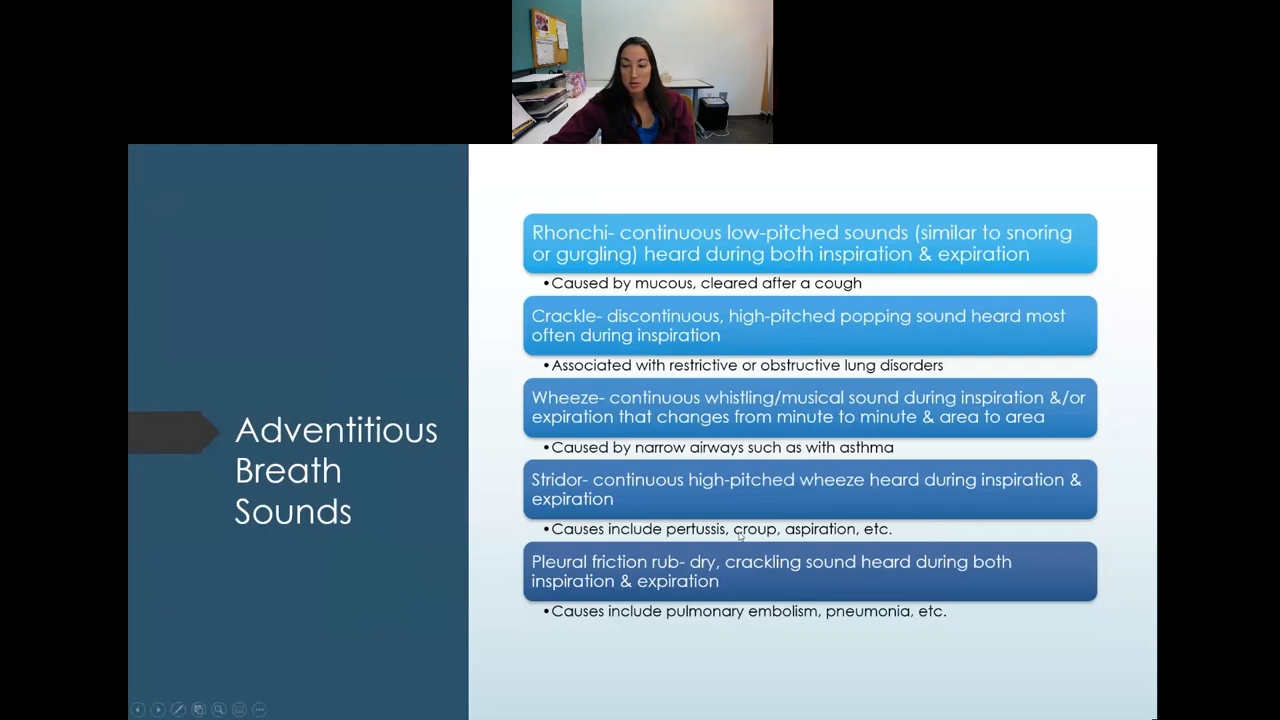 Adventitious
Breath
Sounds
Rhonchi- continuous low-pitched sounds (similar to snoring
or gurgling) heard during both inspiration & expiration
•Caused by mucous, cleared after a cough
Crackle- discontinuous, high-pitched popping sound heard most
often during inspiration
•Associated with restrictive or obstructive lung disorders
Wheeze- continuous whistling/musical sound during inspiration &/or
expiration that changes from minute to minute & area to area
•Caused by narrow airways such as with asthma
Stridor- continuous high-pitched wheeze heard during inspiration &
expiration
•Causes include pertussis, croup, aspiration, etc.
Pleural friction rub- dry, crackling sound heard during both
inspiration & expiration
•Causes include pulmonary embolism, pneumonia, etc.